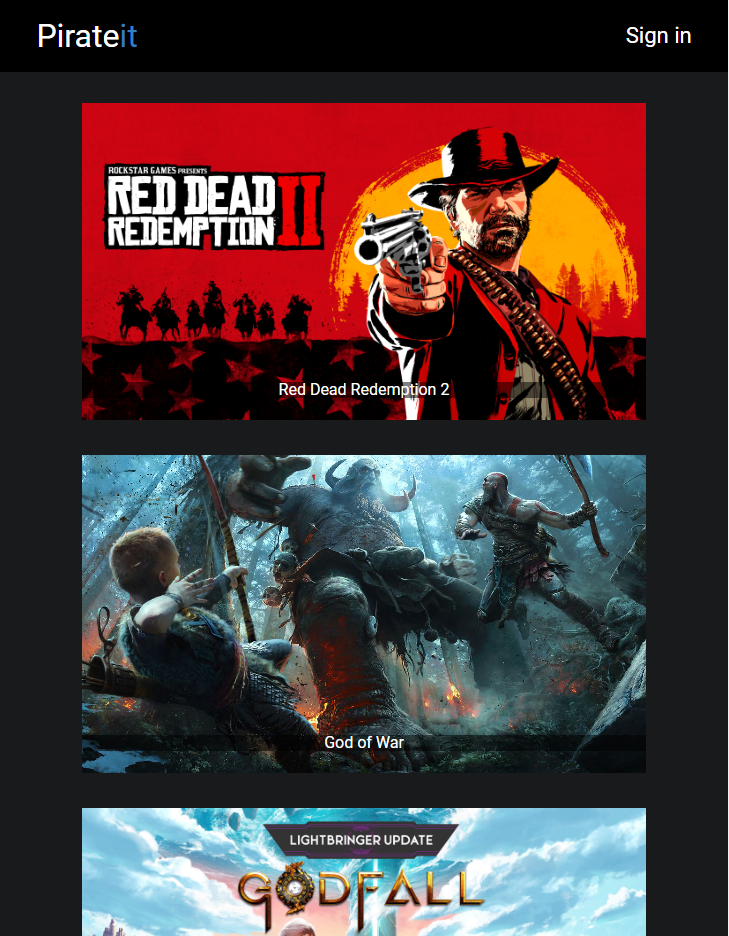 Pirateit
Sign in
ROCKSTAR GAMES PRESENTS
RED DEAD
REDEMPTION II
Red Dead Redemption 2
God of War
LIGHTBRINGER UPDATE
GODFALL